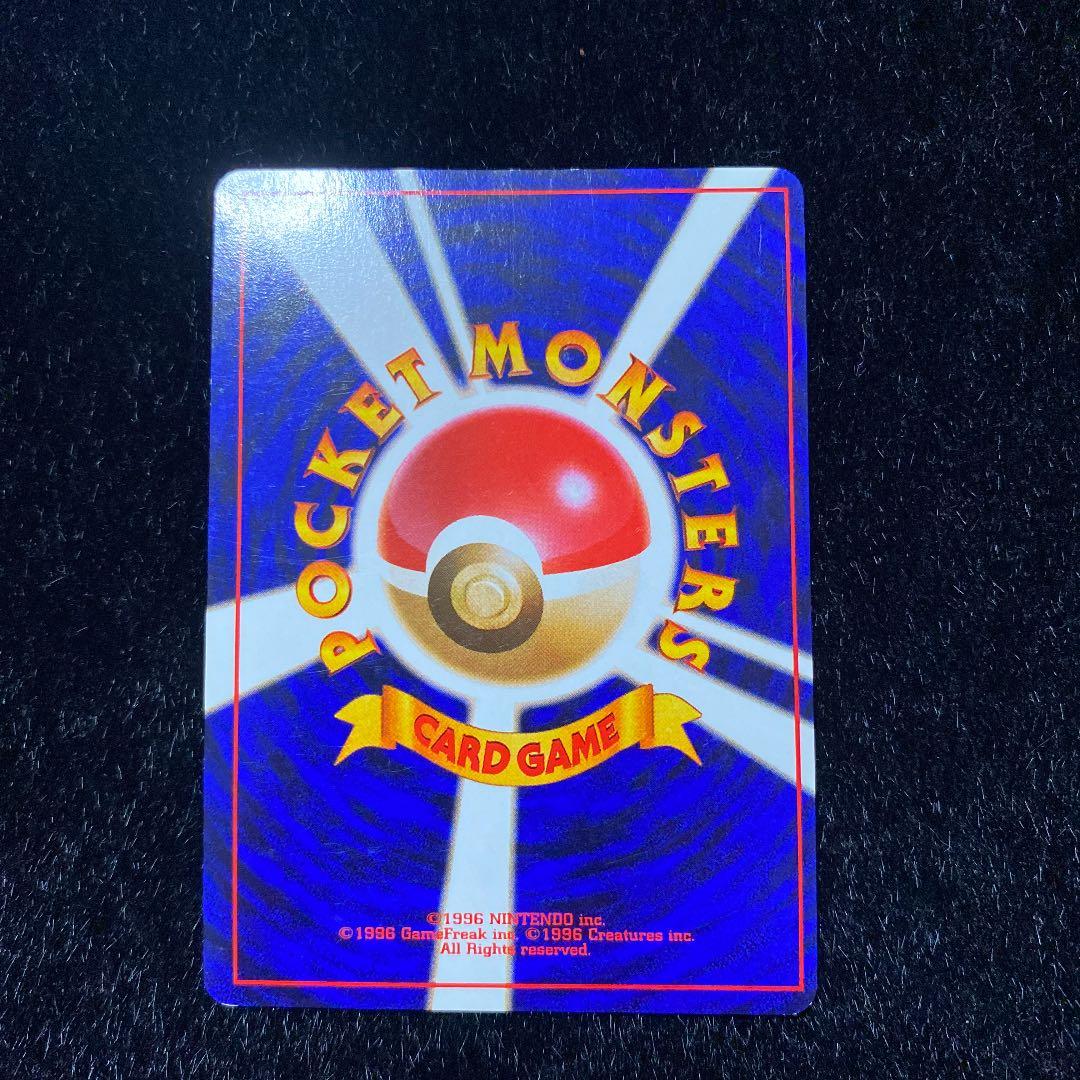 POCKET MONSTERS
CARD GAME
©1996 NINTENDO inc.
©1996 GameFreak inc. ©1996 Creatures inc.
All Rights reserved.